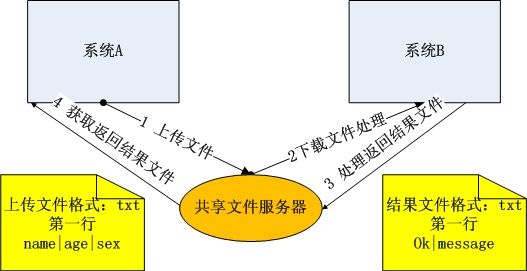 系统A
系统B
4 获取返回结果文件
1 上传文件
2下载文件处理
3 处理返回结果文件
共享文件服务器
上传文件格式：txt
第一行
name|age|sex
结果文件格式：txt
第一行
Ok|message